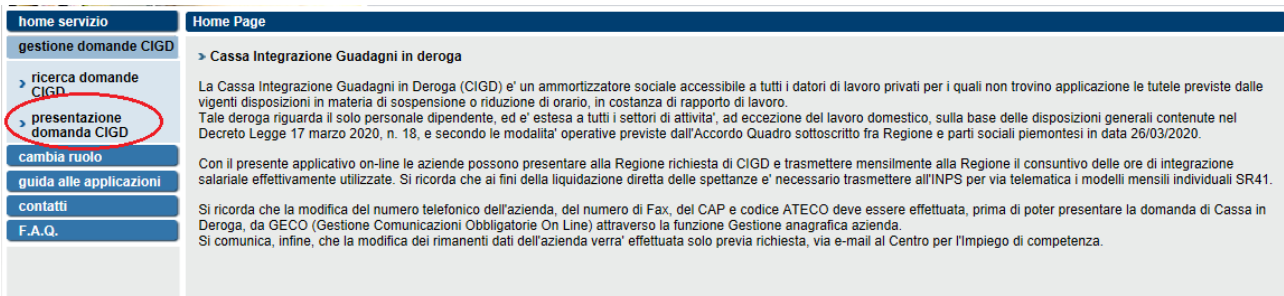 home servizio
gestione domande CIGD
ricerca domande
CIGD
presentazione
domanda CIGD
cambia ruolo
guida alle applicazioni
contatti
F.A.Q.
Home Page
Cassa Integrazione Guadagni in deroga
La Cassa Integrazione Guadagni in Deroga (CIGD) e' un ammortizzatore sociale accessibile a tutti i datori di lavoro privati per i quali non trovino applicazione le tutele previste dalle
vigenti disposizioni in materia di sospensione o riduzione di orario, in costanza di rapporto di lavoro.
Tale deroga riguarda il solo personale dipendente, ed e' estesa a tutti i settori di attivita', ad eccezione del lavoro domestico, sulla base delle disposizioni generali contenute nel
Decreto Legge 17 marzo 2020, n. 18, e secondo le modalita' operative previste dall'Accordo Quadro sottoscritto fra Regione e parti sociali piemontesi in data 26/03/2020.
Con il presente applicativo on-line le aziende possono presentare alla Regione richiesta di CIGD e trasmettere mensilmente alla Regione il consuntivo delle ore di integrazione
salariale effettivamente utilizzate. Si ricorda che ai fini della liquidazione diretta delle spettanze e' necessario trasmettere all'INPS per via telematica i modelli mensili individuali SR41.
Si ricorda che la modifica del numero telefonico dell'azienda, del numero di Fax, del CAP e codice ATECO deve essere effettuata, prima di poter presentare la domanda di Cassa in
Deroga, da GECO (Gestione Comunicazioni Obbligatorie On Line) attraverso la funzione Gestione anagrafica azienda.
Si comunica, infine, che la modifica dei rimanenti dati dell'azienda verra' effettuata solo previa richiesta, via e-mail al Centro per l'Impiego di competenza.